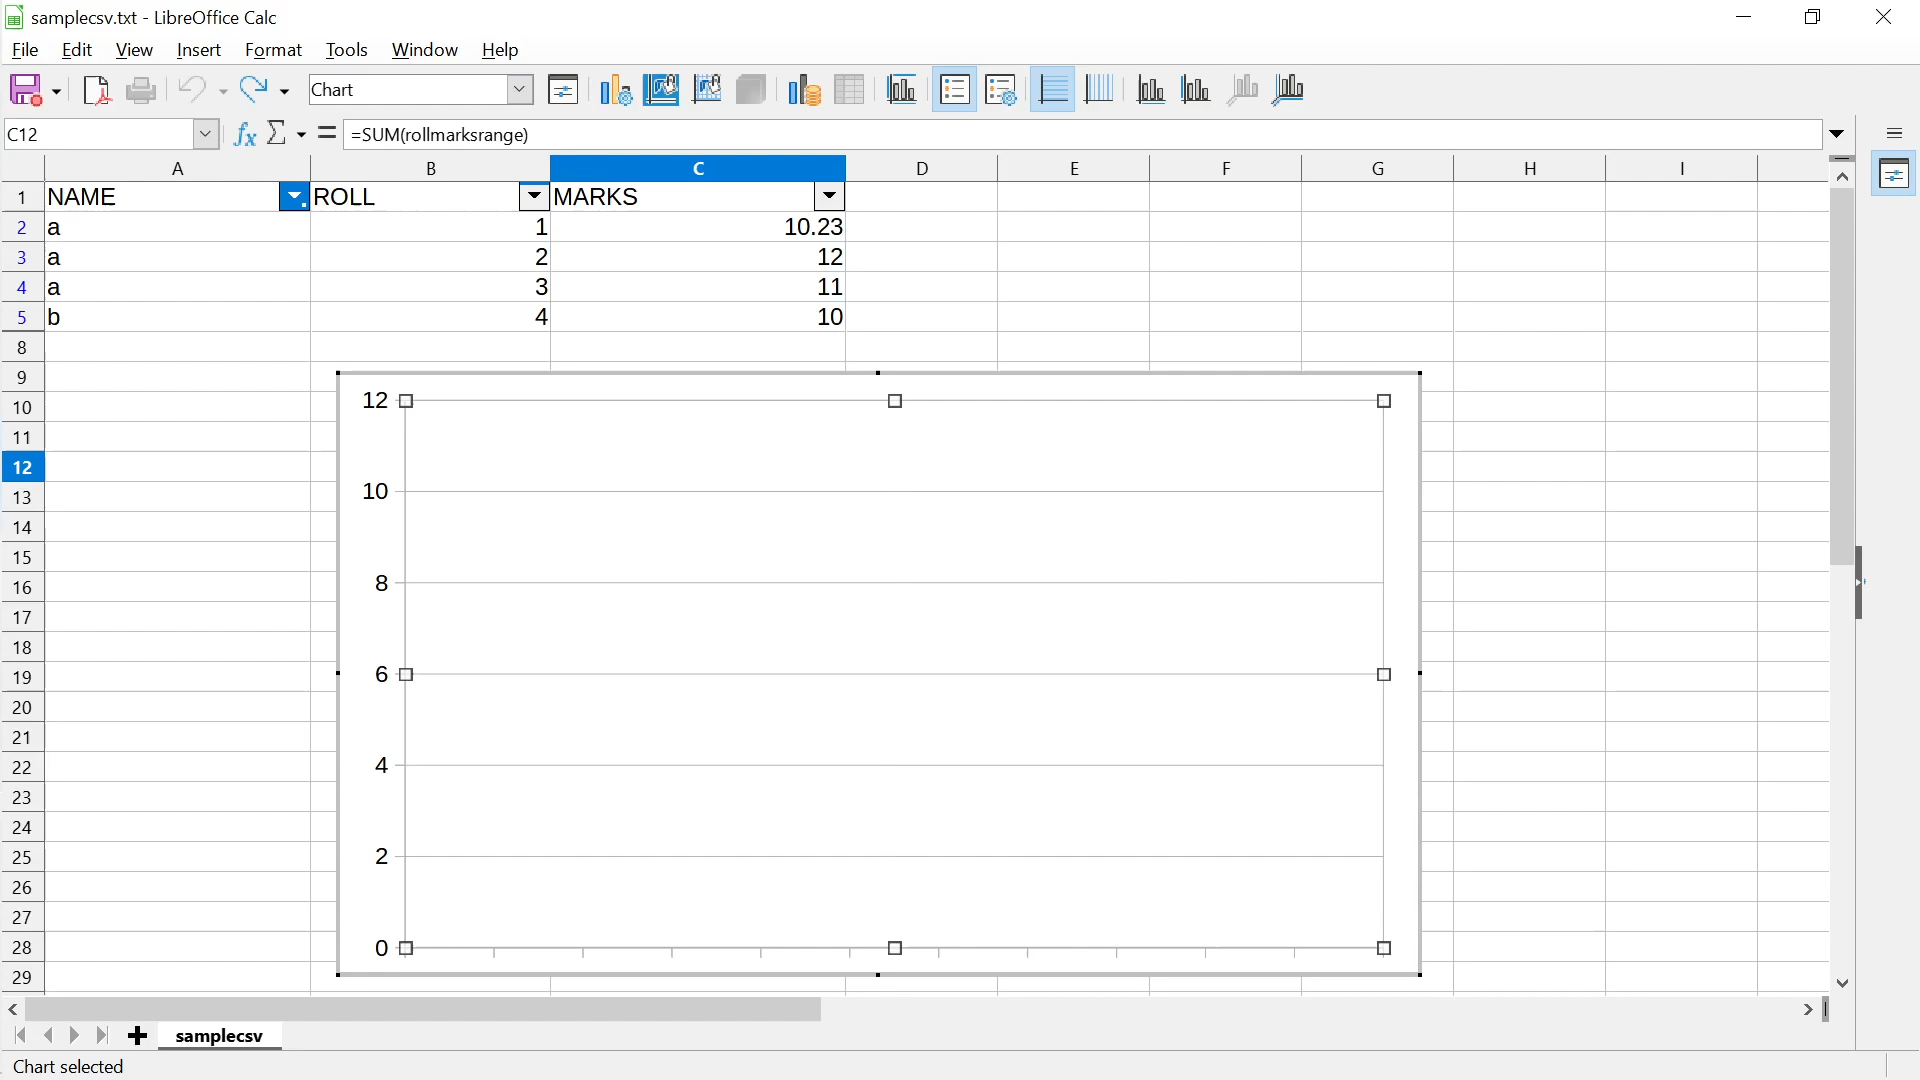 samplecsv.txt - LibreOffice Calc
File Edit View Insert Format Tools Window Help
Chart
C12 fx Σ = =SUM(rollmarksrange)
A B C D E F G H I
1 NAME ROLL MARKS
2 a 1 10.23
3 a 2 12
4 a 3 11
5 b 4 10
8
9
10
11
12
13
14
15
16
17
18
19
20
21
22
23
24
25
26
27
28
29
12
10
8
6
4
2
0
samplecsv
Chart selected